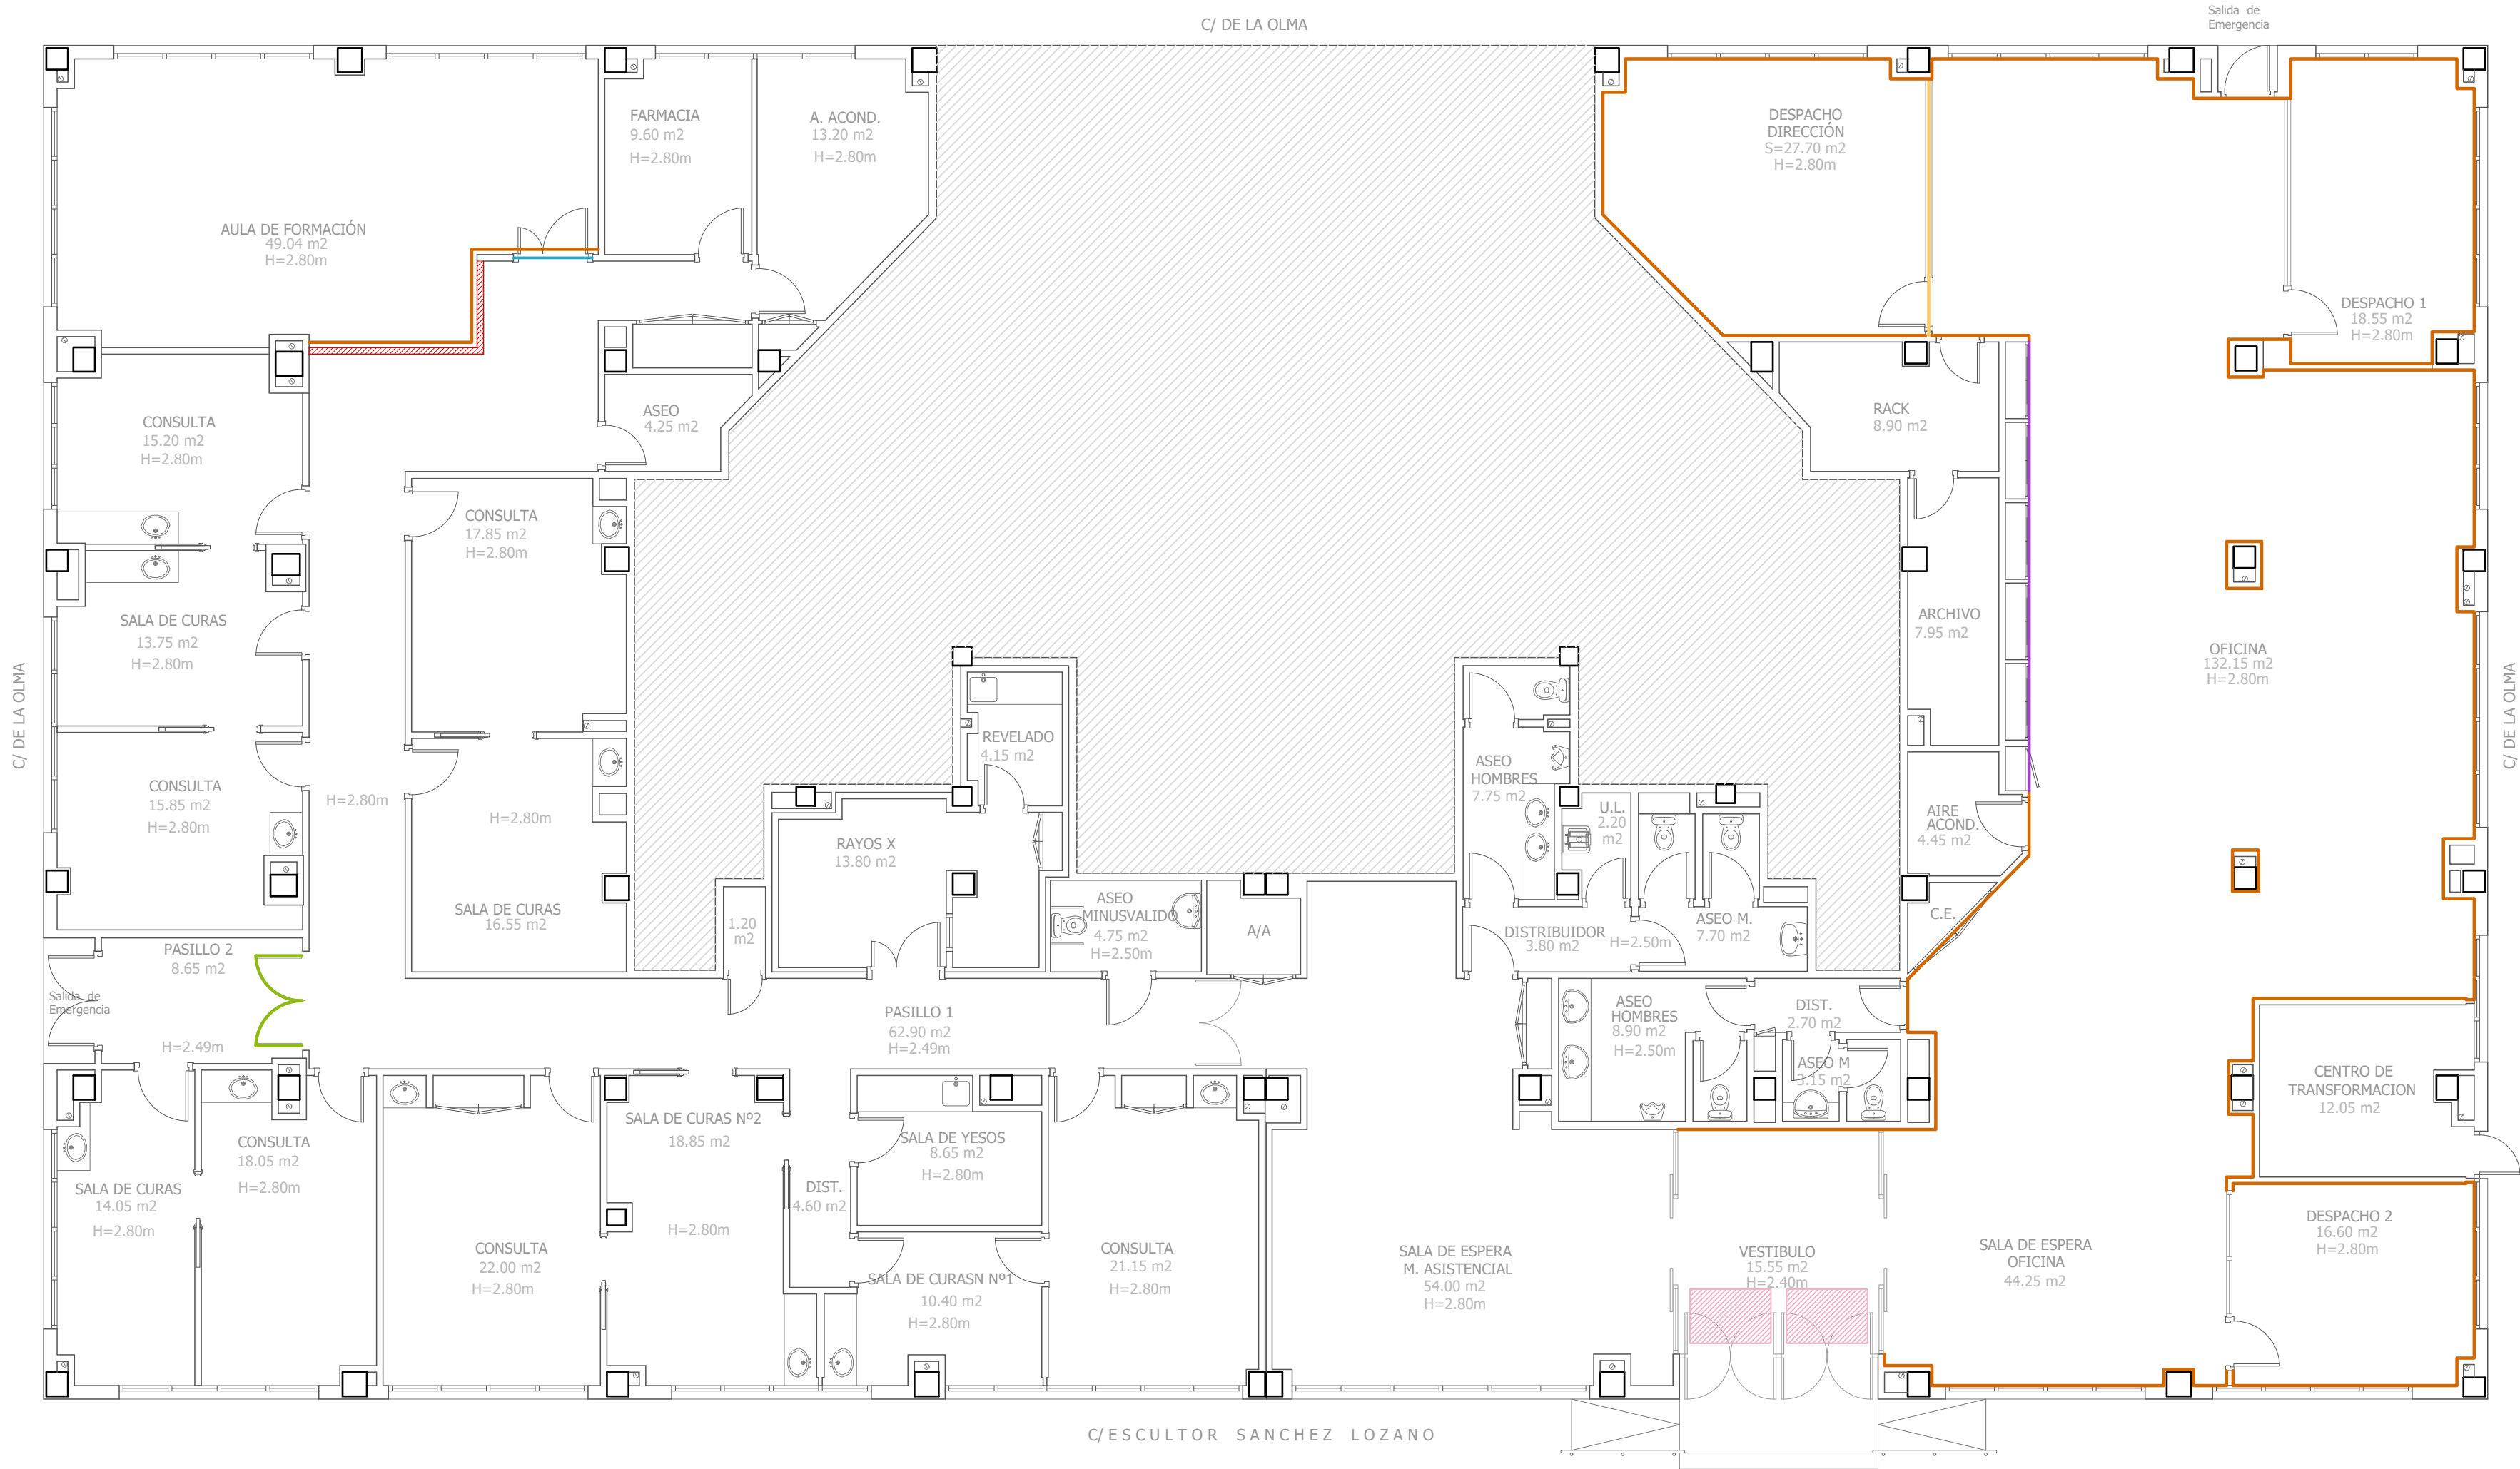 C/ DE LA OLMA
Salida de
Emergencia
FARMACIA
9.60 m2
H=2.80m
A. ACOND.
13.20 m2
H=2.80m
DESPACHO
DIRECCIÓN
S=27.70 m2
H=2.80m
AULA DE FORMACIÓN
49.04 m2
H=2.80m
DESPACHO 1
18.55 m2
H=2.80m
CONSULTA
15.20 m2
H=2.80m
ASEO
4.25 m2
RACK
8.90 m2
CONSULTA
17.85 m2
H=2.80m
SALA DE CURAS
13.75 m2
H=2.80m
ARCHIVO
7.95 m2
OFICINA
132.15 m2
H=2.80m
C/ DE LA OLMA
C/ DE LA OLMA
REVELADO
4.15 m2
ASEO
HOMBRES
7.75 m2
CONSULTA
15.85 m2
H=2.80m
H=2.80m
H=2.80m
U.L.
2.20
m2
AIRE
ACOND.
4.45 m2
RAYOS X
13.80 m2
SALA DE CURAS
16.55 m2
1.20
m2
ASEO
MINUSVALIDO
4.75 m2
H=2.50m
A/A
DISTRIBUIDOR
3.80 m2
H=2.50m
ASEO M.
7.70 m2
C.E.
PASILLO 2
8.65 m2
Salida de
Emergencia
H=2.49m
PASILLO 1
62.90 m2
H=2.49m
ASEO
HOMBRES
8.90 m2
H=2.50m
DIST.
2.70 m2
ASEO M
3.15 m2
CENTRO DE
TRANSFORMACION
12.05 m2
SALA DE CURAS
14.05 m2
H=2.80m
CONSULTA
18.05 m2
H=2.80m
SALA DE CURAS Nº2
18.85 m2
H=2.80m
SALA DE YESOS
8.65 m2
H=2.80m
DIST.
4.60 m2
CONSULTA
22.00 m2
H=2.80m
SALA DE CURASN Nº1
10.40 m2
H=2.80m
CONSULTA
21.15 m2
H=2.80m
SALA DE ESPERA
M. ASISTENCIAL
54.00 m2
H=2.80m
VESTIBULO
15.55 m2
H=2.40m
SALA DE ESPERA
OFICINA
44.25 m2
DESPACHO 2
16.60 m2
H=2.80m
C/ ESCULTOR SANCHEZ LOZANO